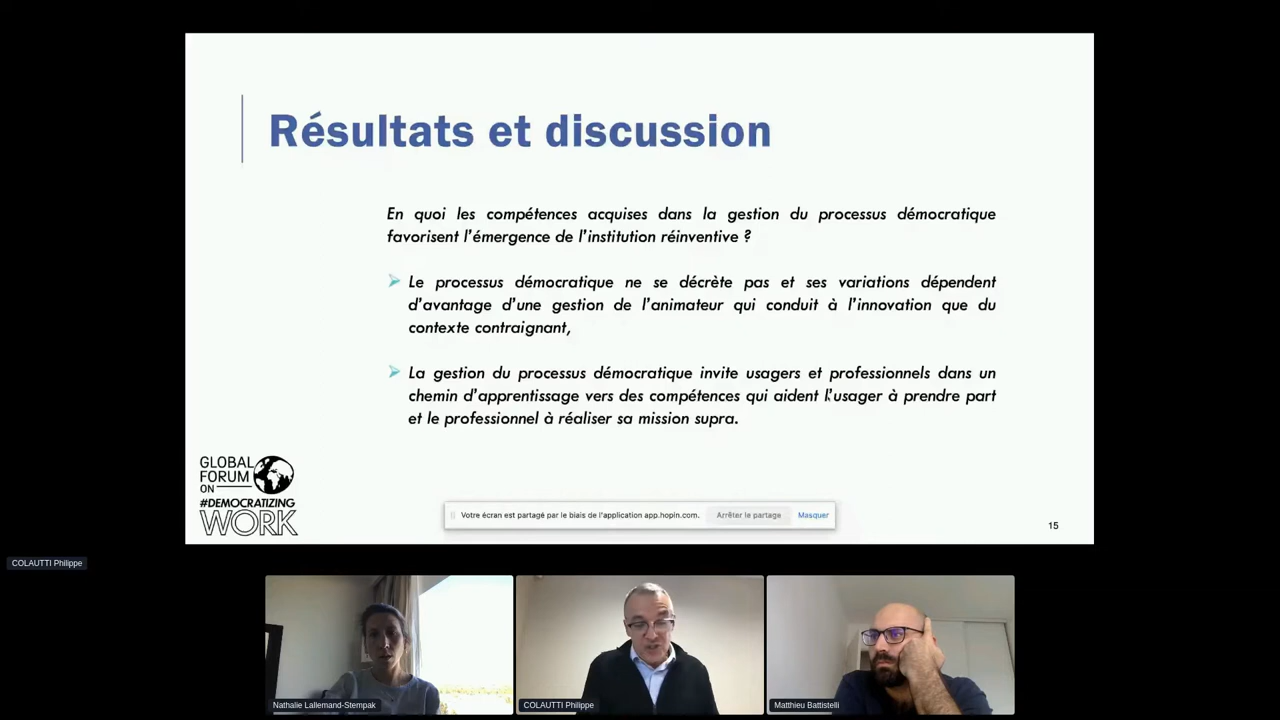 Résultats et discussion
En quoi les compétences acquises dans la gestion du processus démocratique
favorisent l'émergence de l'institution réinventive ?
Le processus démocratique ne se décrète pas et ses variations dépendent
d'avantage d'une gestion de l'animateur qui conduit à l'innovation que du
contexte contraignant,
La gestion du processus démocratique invite usagers et professionnels dans un
chemin d'apprentissage vers des compétences qui aident l'usager à prendre part
et le professionnel à réaliser sa mission supra.
GLOBAL
FORUM
ON
#DEMOCRATIZING
WORK
Votre écran est partagé par le biais de l'application app.hopin.com.
Arrêter le partage
Masquer
15
COLAUTTI Philippe
Nathalie Lallemand-Stempak
COLAUTTI Philippe
Matthieu Battistelli